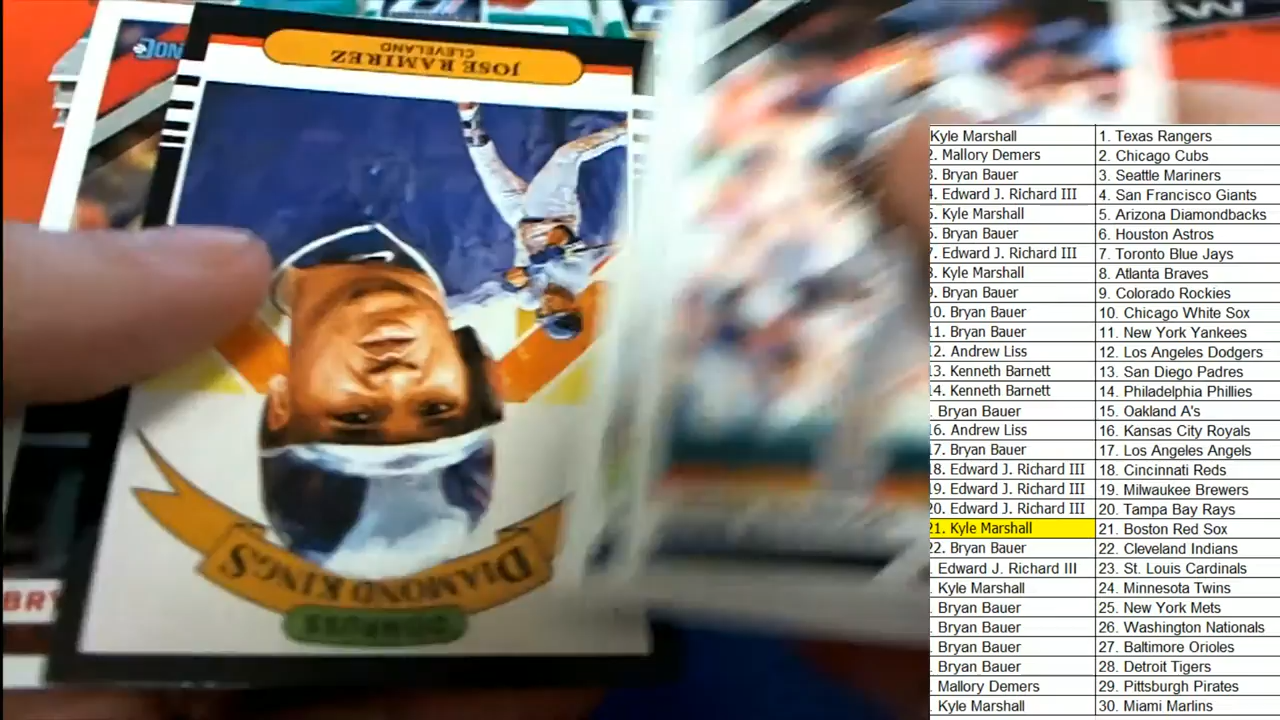 DON
JOSE RAMIREZ
CLEVELAND
DIAMOND KINGS
DONRUSS
BRY
W
Kyle Marshall 1. Texas Rangers
2. Mallory Demers 2. Chicago Cubs
3. Bryan Bauer 3. Seattle Mariners
4. Edward J. Richard III 4. San Francisco Giants
5. Kyle Marshall 5. Arizona Diamondbacks
6. Bryan Bauer 6. Houston Astros
7. Edward J. Richard III 7. Toronto Blue Jays
8. Kyle Marshall 8. Atlanta Braves
9. Bryan Bauer 9. Colorado Rockies
10. Bryan Bauer 10. Chicago White Sox
11. Bryan Bauer 11. New York Yankees
12. Andrew Liss 12. Los Angeles Dodgers
13. Kenneth Barnett 13. San Diego Padres
14. Kenneth Barnett 14. Philadelphia Phillies
. Bryan Bauer 15. Oakland A's
16. Andrew Liss 16. Kansas City Royals
17. Bryan Bauer 17. Los Angeles Angels
18. Edward J. Richard III 18. Cincinnati Reds
19. Edward J. Richard III 19. Milwaukee Brewers
20. Edward J. Richard III 20. Tampa Bay Rays
21. Kyle Marshall 21. Boston Red Sox
22. Bryan Bauer 22. Cleveland Indians
. Edward J. Richard III 23. St. Louis Cardinals
. Kyle Marshall 24. Minnesota Twins
. Bryan Bauer 25. New York Mets
. Bryan Bauer 26. Washington Nationals
. Bryan Bauer 27. Baltimore Orioles
. Bryan Bauer 28. Detroit Tigers
. Mallory Demers 29. Pittsburgh Pirates
. Kyle Marshall 30. Miami Marlins